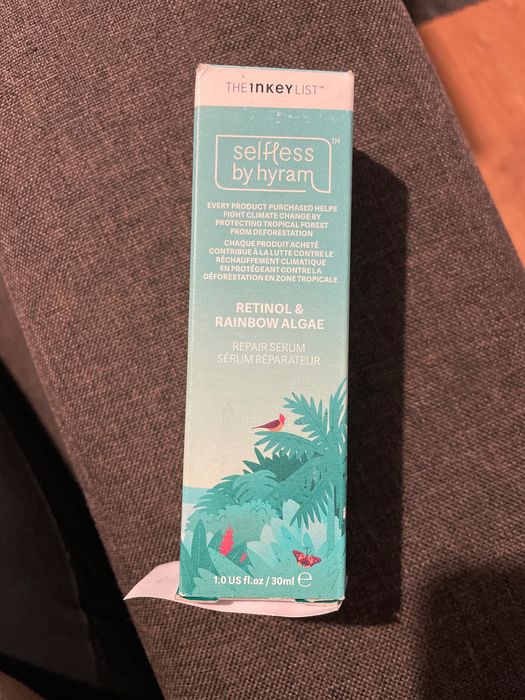 THE INKEY LIST™
selfless™
by hyram
EVERY PRODUCT PURCHASED HELPS
FIGHT CLIMATE CHANGE BY
PROTECTING TROPICAL FOREST
FROM DEFORESTATION
CHAQUE PRODUIT ACHETÉ
CONTRIBUE À LA LUTTE CONTRE LE
RÉCHAUFFEMENT CLIMATIQUE
EN PROTÉGEANT CONTRE LA
DÉFORESTATION EN ZONE TROPICALE
RETINOL &
RAINBOW ALGAE
REPAIR SERUM
SÉRUM RÉPARATEUR
1.0 US fl.oz / 30ml ℮